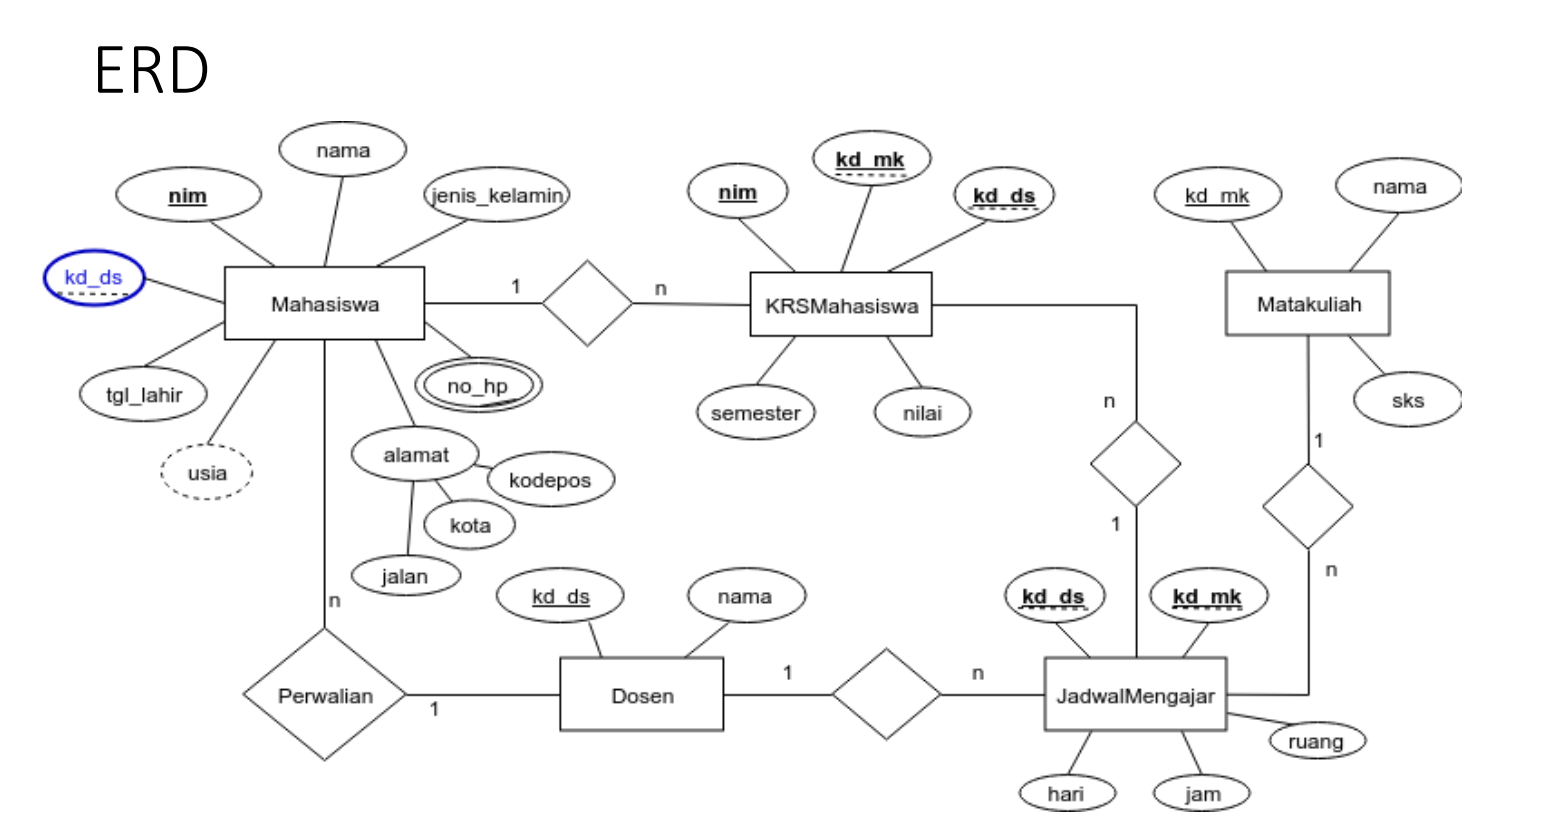 ERD
nama
nim
jenis_kelamin
kd_ds
Mahasiswa
tgl_lahir
usia
no_hp
alamat
kodepos
kota
jalan
1
n
nim
kd_mk
kd_ds
KRSMahasiswa
semester
nilai
kd_mk
nama
Matakuliah
sks
n
1
1
n
n
Perwalian
1
kd_ds
nama
Dosen
1
n
kd_ds
kd_mk
JadwalMengajar
ruang
hari
jam